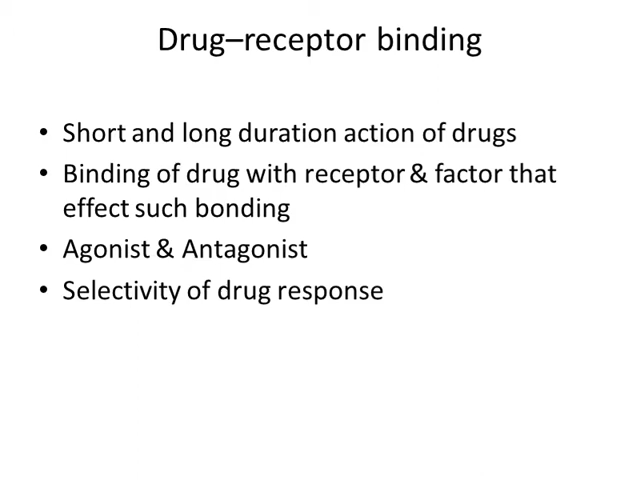 Drug–receptor binding
• Short and long duration action of drugs
• Binding of drug with receptor & factor that
effect such bonding
• Agonist & Antagonist
• Selectivity of drug response